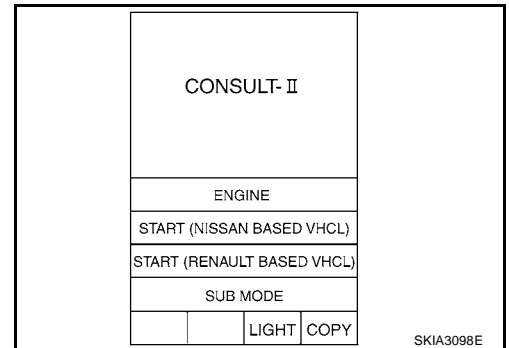 CONSULT-II
ENGINE
START (NISSAN BASED VHCL)
START (RENAULT BASED VHCL)
SUB MODE
LIGHT COPY
SKIA3098E